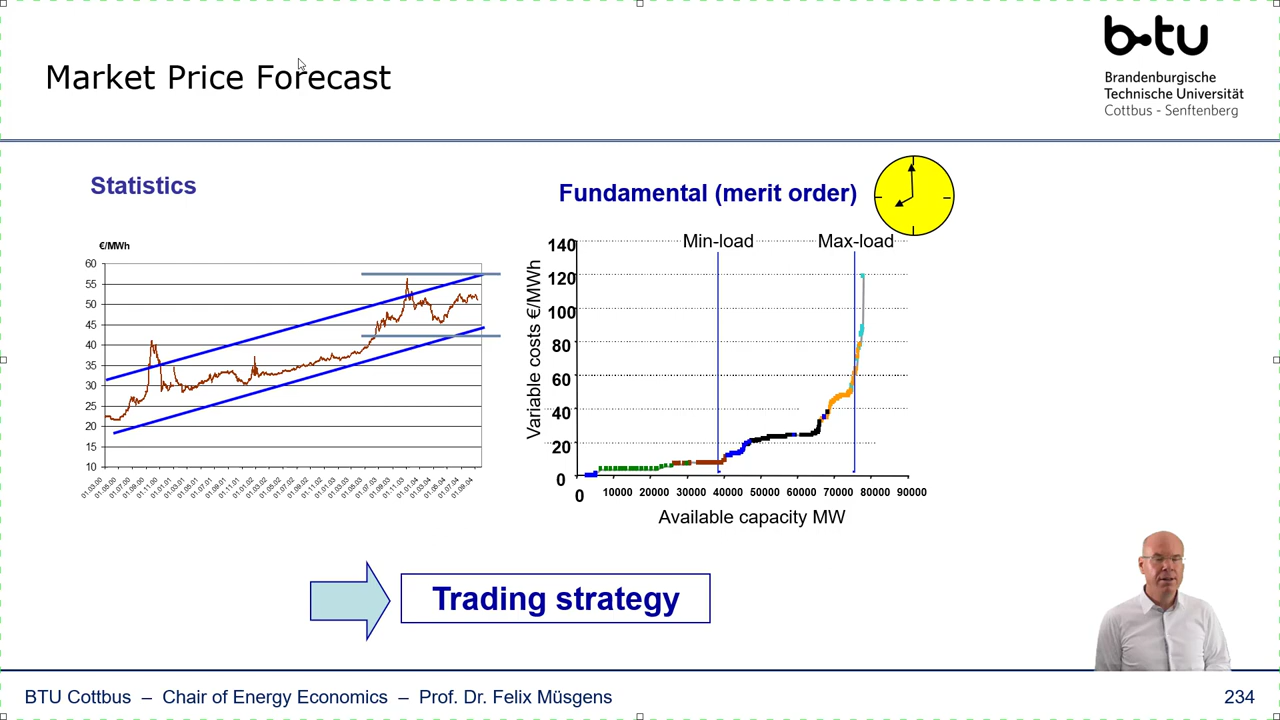 Market Price Forecast
b-tu
Brandenburgische
Technische Universität
Cottbus - Senftenberg
Statistics
€/MWh
60
55
50
45
40
35
30
25
20
15
10
Fundamental (merit order)
Min-load
Max-load
Variable costs €/MWh
140
120
100
80
60
40
20
0
0
10000 20000 30000 40000 50000 60000 70000 80000 90000
Available capacity MW
Trading strategy
BTU Cottbus – Chair of Energy Economics – Prof. Dr. Felix Müsgens
234